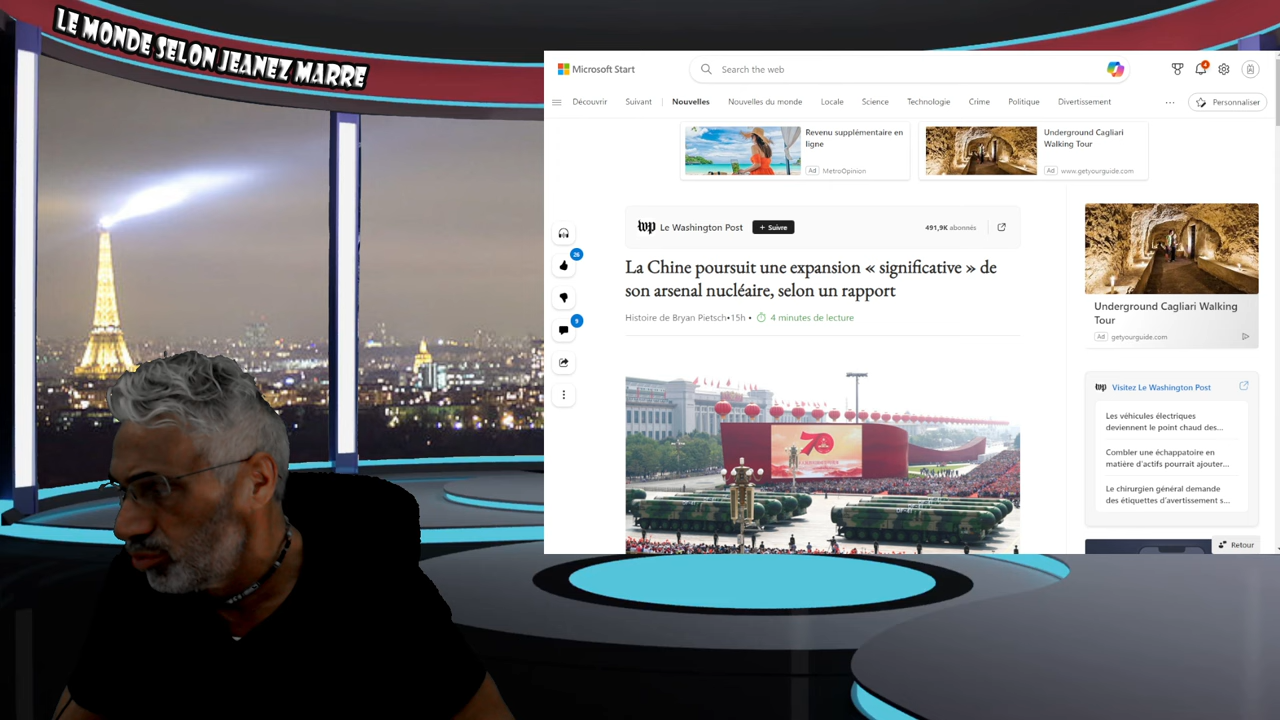 LE MONDE SELON JEANEZ MARRE
Microsoft Start
Search the web
4
Découvrir Suivant Nouvelles Nouvelles du monde Locale Science Technologie Crime Politique Divertissement ... Personnaliser
Revenu supplémentaire en
ligne
Ad MetroOpinion
Underground Cagliari
Walking Tour
Ad www.getyourguide.com
wp Le Washington Post + Suivre 491,9K abonnés
26
9
La Chine poursuit une expansion « significative » de
son arsenal nucléaire, selon un rapport
Histoire de Bryan Pietsch•15h • 4 minutes de lecture
70
Underground Cagliari Walking
Tour
Ad getyourguide.com
wp Visitez Le Washington Post
Les véhicules électriques
deviennent le point chaud des...
Combler une échappatoire en
matière d'actifs pourrait ajouter...
Le chirurgien général demande
des étiquettes d'avertissement s...
Retour